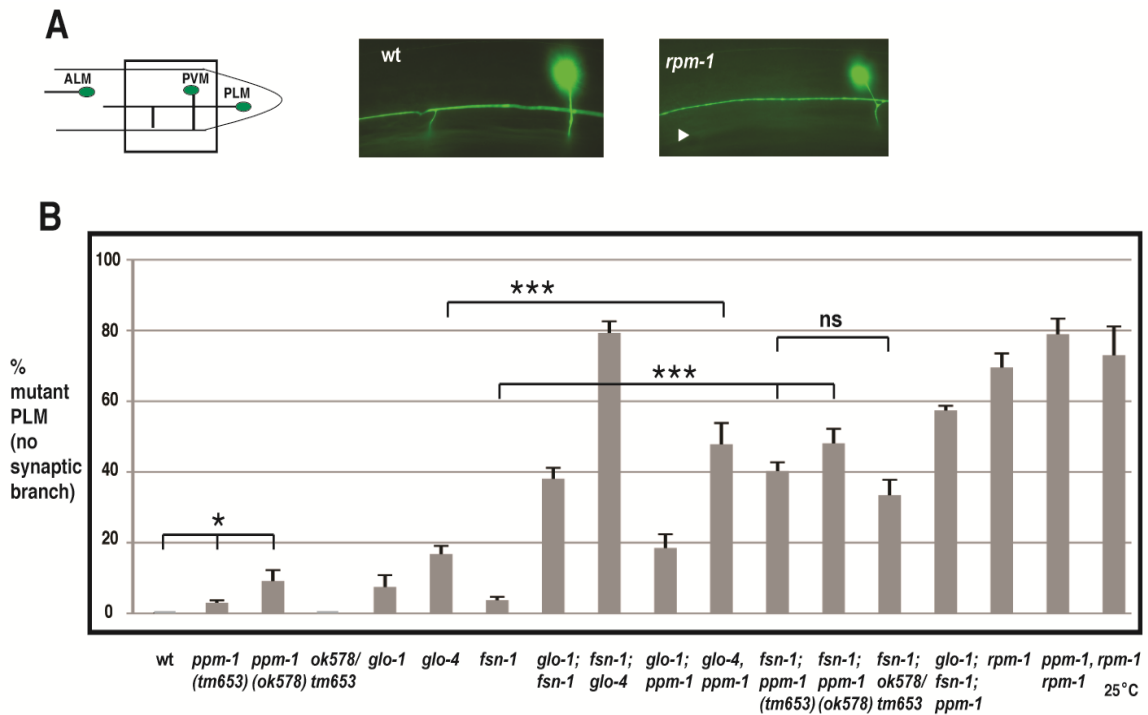 A
ALM
PVM
PLM
wt
rpm-1
B
100
80
60
40
20
0
%
mutant
PLM
(no
synaptic
branch)
*
***
***
ns
wt
ppm-1
(tm653)
ppm-1
(ok578)
ok578/
tm653
glo-1
glo-4
fsn-1
glo-1;
fsn-1
fsn-1;
glo-4
glo-1;
ppm-1
glo-4,
ppm-1
fsn-1;
ppm-1
(tm653)
fsn-1;
ppm-1
(ok578)
fsn-1;
ok578/
tm653
glo-1;
fsn-1;
ppm-1
rpm-1
ppm-1,
rpm-1
rpm-1
25°C